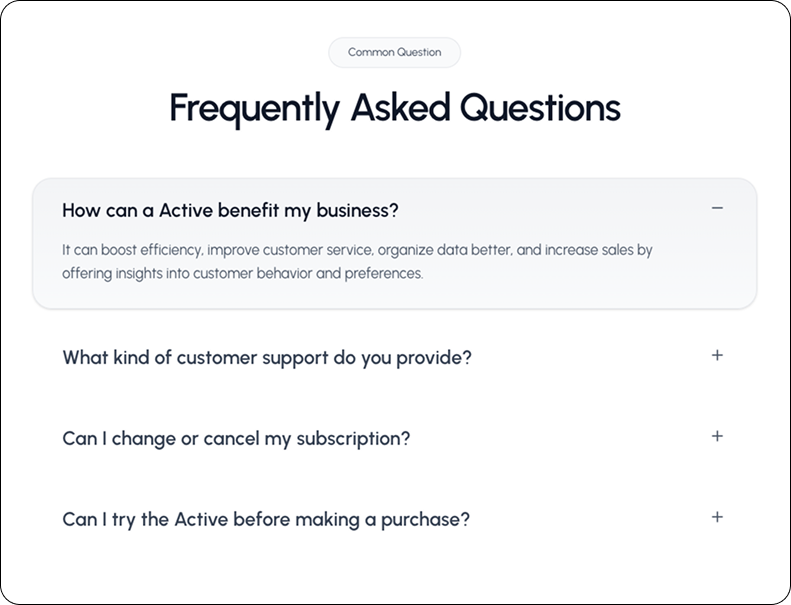 Common Question
Frequently Asked Questions
How can a Active benefit my business?
It can boost efficiency, improve customer service, organize data better, and increase sales by
offering insights into customer behavior and preferences.
What kind of customer support do you provide?
Can I change or cancel my subscription?
Can I try the Active before making a purchase?